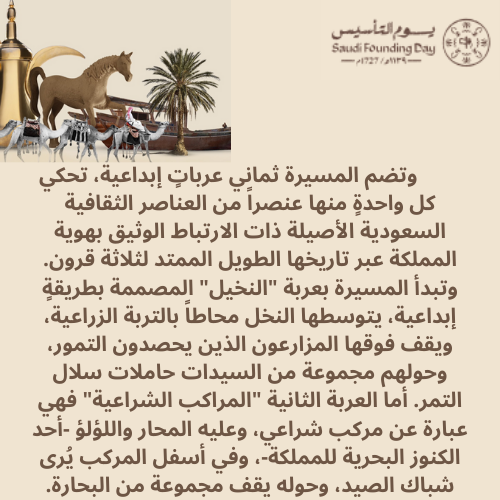 يـوم التأسيس
Saudi Founding Day
١١٣٩هـ/ 1727م
وتضم المسيرة ثماني عرباتٍ إبداعية، تحكي
كل واحدةٍ منها عنصراً من العناصر الثقافية
السعودية الأصيلة ذات الارتباط الوثيق بهوية
المملكة عبر تاريخها الطويل الممتد لثلاثة قرون.
وتبدأ المسيرة بعربة "النخيل" المصممة بطريقةٍ
إبداعية، يتوسطها النخل محاطاً بالتربة الزراعية،
ويقف فوقها المزارعون الذين يحصدون التمور،
وحولهم مجموعة من السيدات حاملات سلال
التمر. أما العربة الثانية "المراكب الشراعية" فهي
عبارة عن مركب شراعي، وعليه المحار واللؤلؤ -أحد
الكنوز البحرية للمملكة-، وفي أسفل المركب يُرى
شباك الصيد، وحوله يقف مجموعة من البحارة.